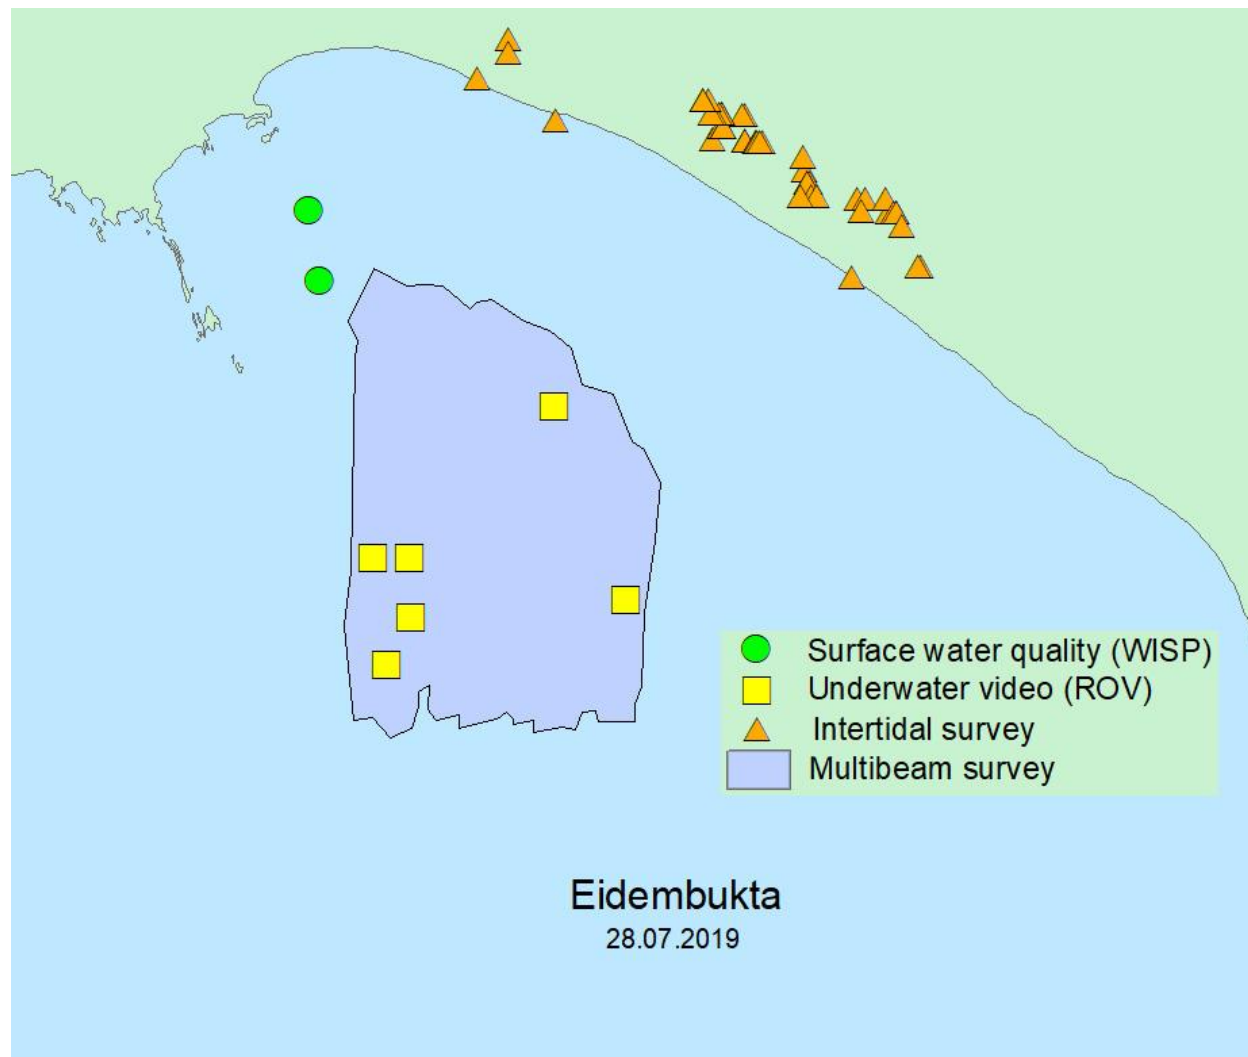 Surface water quality (WISP)
Underwater video (ROV)
Intertidal survey
Multibeam survey
Eidembukta
28.07.2019